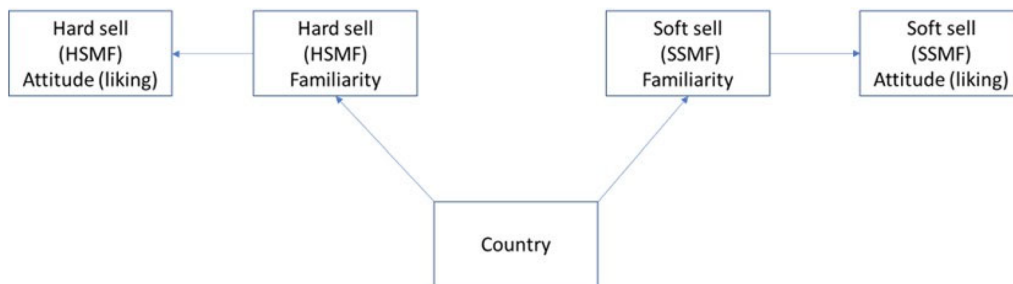 Hard sell
(HSMF)
Attitude (liking)
Hard sell
(HSMF)
Familiarity
Soft sell
(SSMF)
Familiarity
Soft sell
(SSMF)
Attitude (liking)
Country